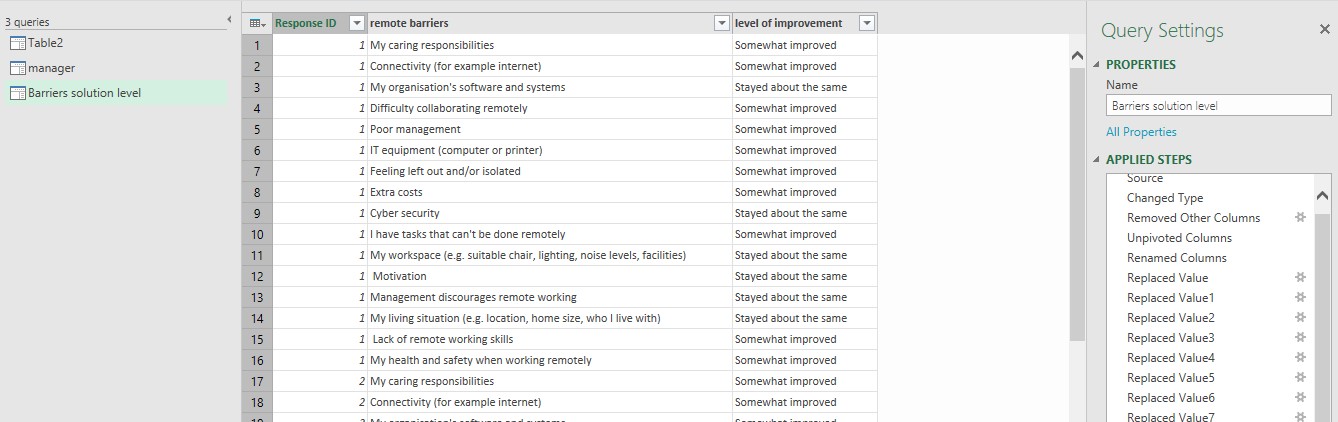 3 queries
Table2
manager
Barriers solution level
Response ID remote barriers level of improvement
1 1 My caring responsibilities Somewhat improved
2 1 Connectivity (for example internet) Somewhat improved
3 1 My organisation's software and systems Stayed about the same
4 1 Difficulty collaborating remotely Somewhat improved
5 1 Poor management Somewhat improved
6 1 IT equipment (computer or printer) Somewhat improved
7 1 Feeling left out and/or isolated Somewhat improved
8 1 Extra costs Somewhat improved
9 1 Cyber security Stayed about the same
10 1 I have tasks that can't be done remotely Somewhat improved
11 1 My workspace (e.g. suitable chair, lighting, noise levels, facilities) Stayed about the same
12 1 Motivation Stayed about the same
13 1 Management discourages remote working Stayed about the same
14 1 My living situation (e.g. location, home size, who I live with) Stayed about the same
15 1 Lack of remote working skills Somewhat improved
16 1 My health and safety when working remotely Somewhat improved
17 2 My caring responsibilities Somewhat improved
18 2 Connectivity (for example internet) Somewhat improved
Query Settings
PROPERTIES
Name
Barriers solution level
All Properties
APPLIED STEPS
Source
Changed Type
Removed Other Columns
Unpivoted Columns
Renamed Columns
Replaced Value
Replaced Value1
Replaced Value2
Replaced Value3
Replaced Value4
Replaced Value5
Replaced Value6
Replaced Value7